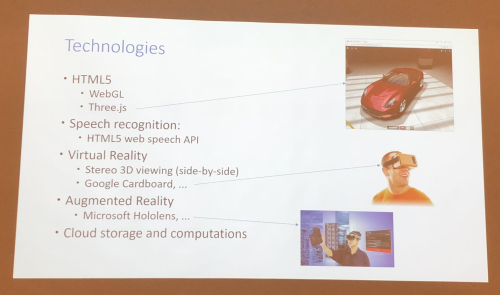 Technologies
• HTML5
• WebGL
• Three.js
• Speech recognition:
• HTML5 web speech API
• Virtual Reality
• Stereo 3D viewing (side-by-side)
• Google Cardboard, ...
• Augmented Reality
• Microsoft Hololens, ...
• Cloud storage and computations